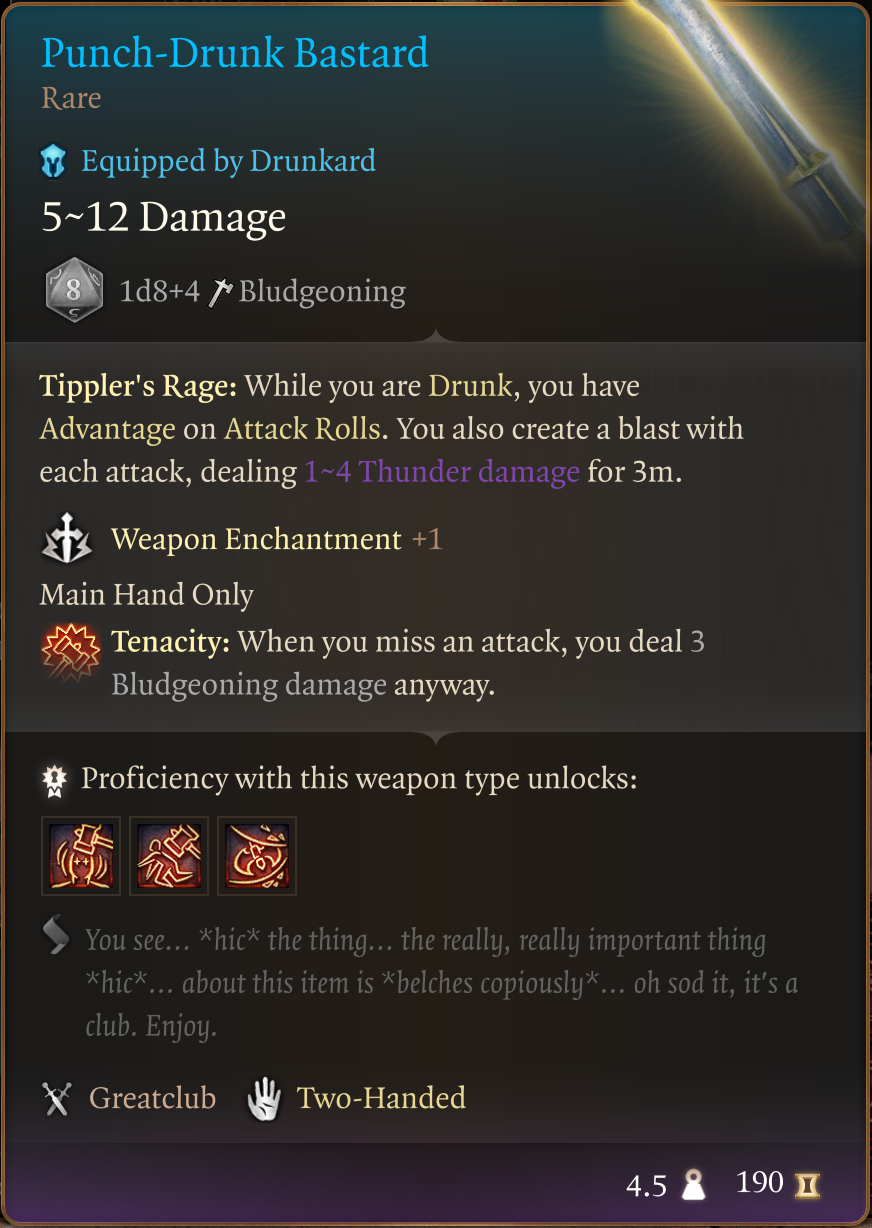 Punch-Drunk Bastard
Rare
Equipped by Drunkard
5~12 Damage
8 1d8+4 Bludgeoning
Tippler's Rage: While you are Drunk, you have
Advantage on Attack Rolls. You also create a blast with
each attack, dealing 1~4 Thunder damage for 3m.
Weapon Enchantment +1
Main Hand Only
Tenacity: When you miss an attack, you deal 3
Bludgeoning damage anyway.
Proficiency with this weapon type unlocks:
You see... *hic* the thing... the really, really important thing
*hic*... about this item is *belches copiously*... oh sod it, it's a
club. Enjoy.
Greatclub Two-Handed
4.5 190